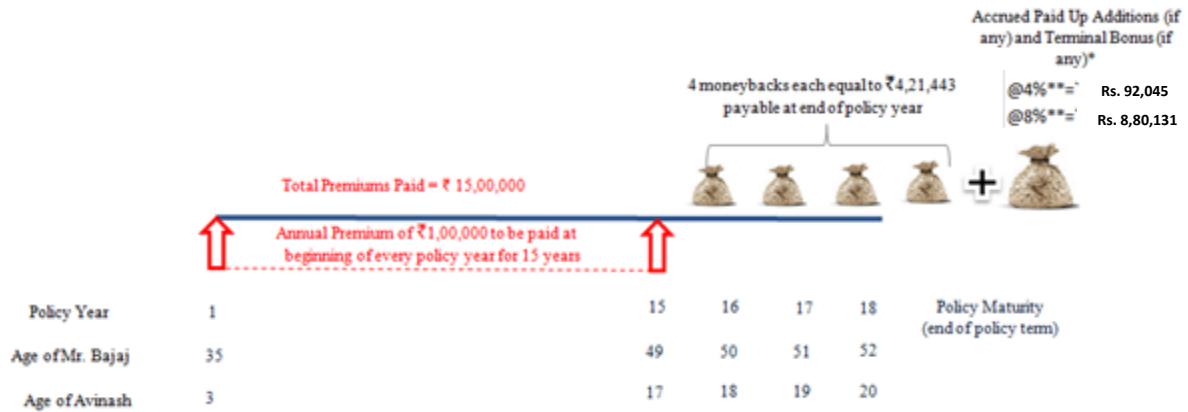 Accrued Paid Up Additions (if
any) and Terminal Bonus (if
any)*
@4%**=` Rs. 92,045
@8%**=` Rs. 8,80,131
4 moneybacks each equal to ₹4,21,443
payable at end of policy year
Total Premiums Paid = ₹ 15,00,000
Annual Premium of ₹1,00,000 to be paid at
beginning of every policy year for 15 years
Policy Year 1 15 16 17 18 Policy Maturity
(end of policy term)
Age of Mr. Bajaj 35 49 50 51 52
Age of Avinash 3 17 18 19 20